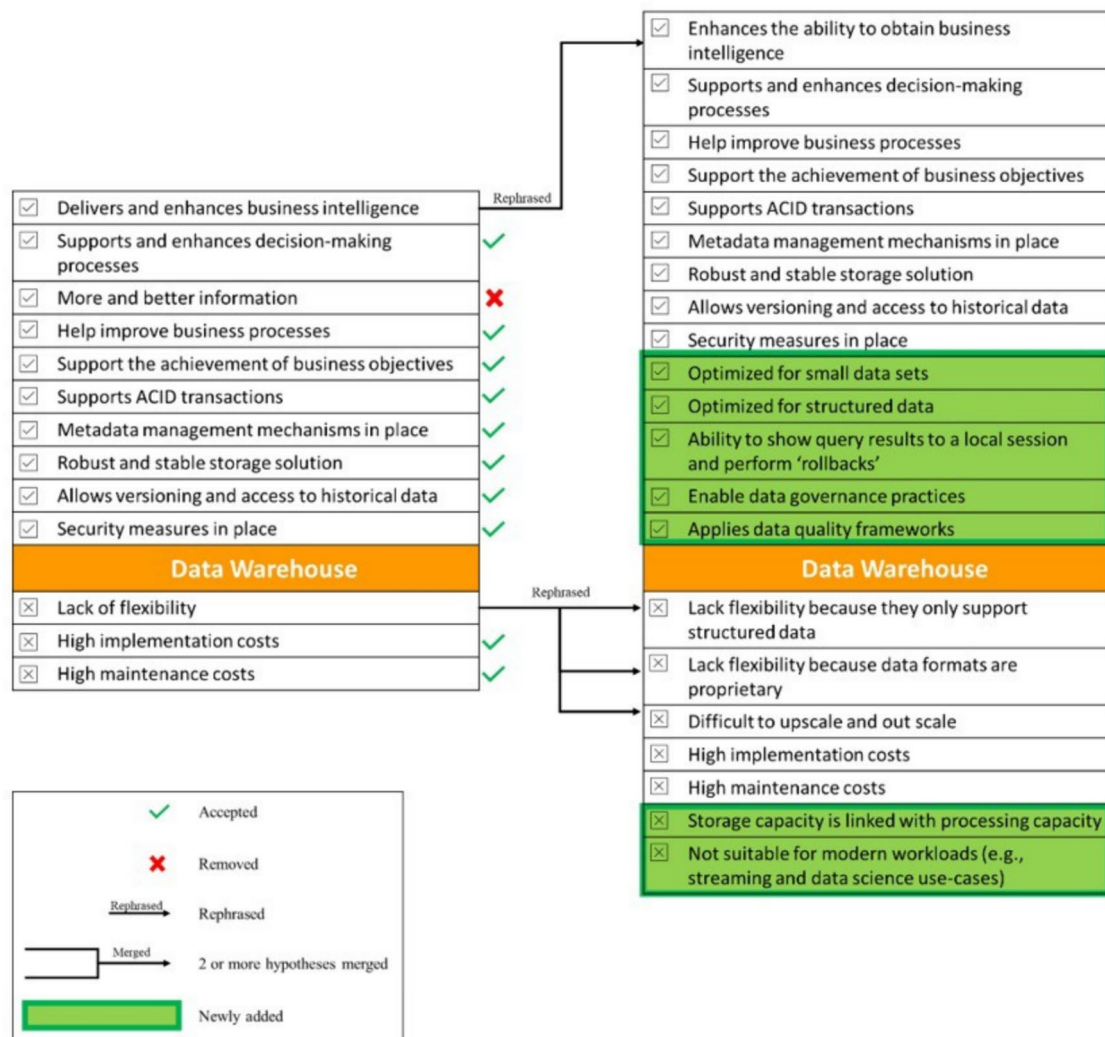 Delivers and enhances business intelligence
Supports and enhances decision-making
processes
More and better information
Help improve business processes
Support the achievement of business objectives
Supports ACID transactions
Metadata management mechanisms in place
Robust and stable storage solution
Allows versioning and access to historical data
Security measures in place
Data Warehouse
Lack of flexibility
High implementation costs
High maintenance costs
Rephrased
Rephrased
Enhances the ability to obtain business
intelligence
Supports and enhances decision-making
processes
Help improve business processes
Support the achievement of business objectives
Supports ACID transactions
Metadata management mechanisms in place
Robust and stable storage solution
Allows versioning and access to historical data
Security measures in place
Optimized for small data sets
Optimized for structured data
Ability to show query results to a local session
and perform ‘rollbacks’
Enable data governance practices
Applies data quality frameworks
Data Warehouse
Lack flexibility because they only support
structured data
Lack flexibility because data formats are
proprietary
Difficult to upscale and out scale
High implementation costs
High maintenance costs
Storage capacity is linked with processing capacity
Not suitable for modern workloads (e.g.,
streaming and data science use-cases)
Accepted
Removed
Rephrased Rephrased
Merged 2 or more hypotheses merged
Newly added